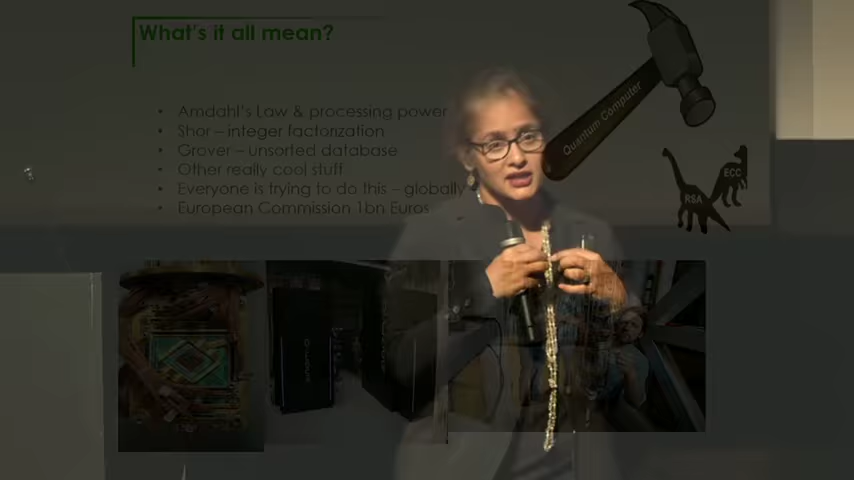 What's it all mean?
• Amdahl's Law & processing power
• Shor – integer factorization
• Grover – unsorted database
• Other really cool stuff
• Everyone is trying to do this – globally
• European Commission 1bn Euros
Quantum Computer
ECC
RSA